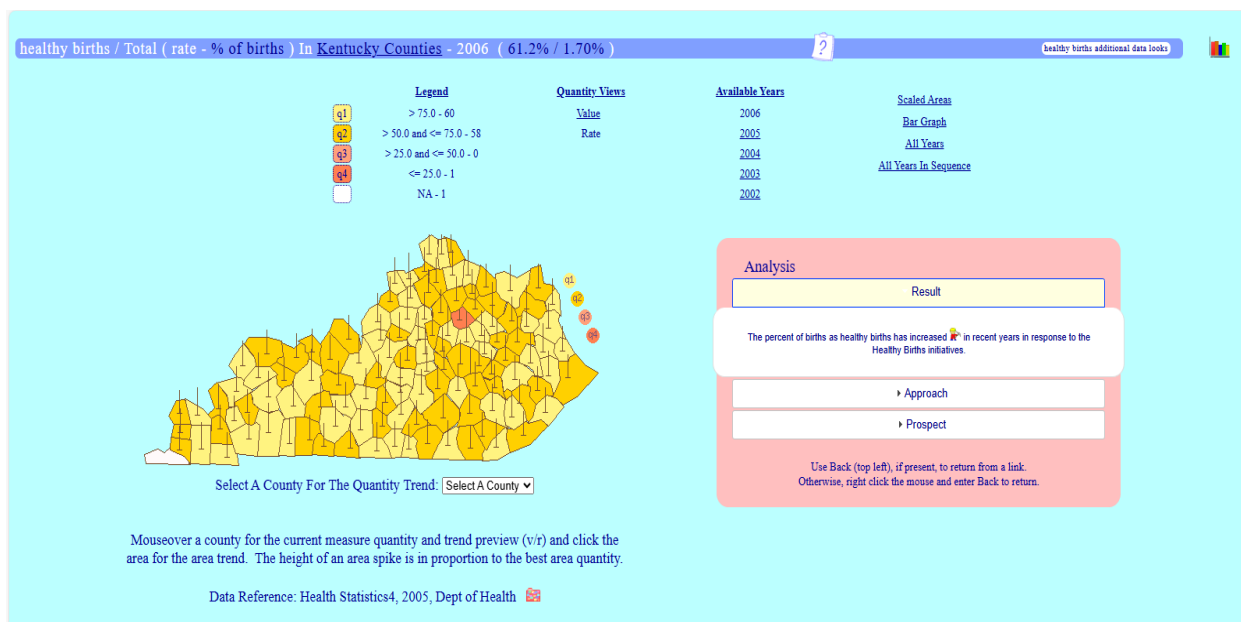 healthy births / Total ( rate - % of births ) In Kentucky Counties - 2006 ( 61.2% / 1.70% )
?
healthy births additional data looks
Legend
q1 > 75.0 - 60
q2 > 50.0 and <= 75.0 - 58
q3 > 25.0 and <= 50.0 - 0
q4 <= 25.0 - 1
NA - 1
Quantity Views
Value
Rate
Available Years
2006
2005
2004
2003
2002
Scaled Areas
Bar Graph
All Years
All Years In Sequence
q1
q2
q3
q4
Select A County For The Quantity Trend: Select A County
Mouseover a county for the current measure quantity and trend preview (v/r) and click the
area for the area trend. The height of an area spike is in proportion to the best area quantity.
Data Reference: Health Statistics4, 2005, Dept of Health
Analysis
Result
The percent of births as healthy births has increased in recent years in response to the
Healthy Births initiatives.
Approach
Prospect
Use Back (top left), if present, to return from a link.
Otherwise, right click the mouse and enter Back to return.